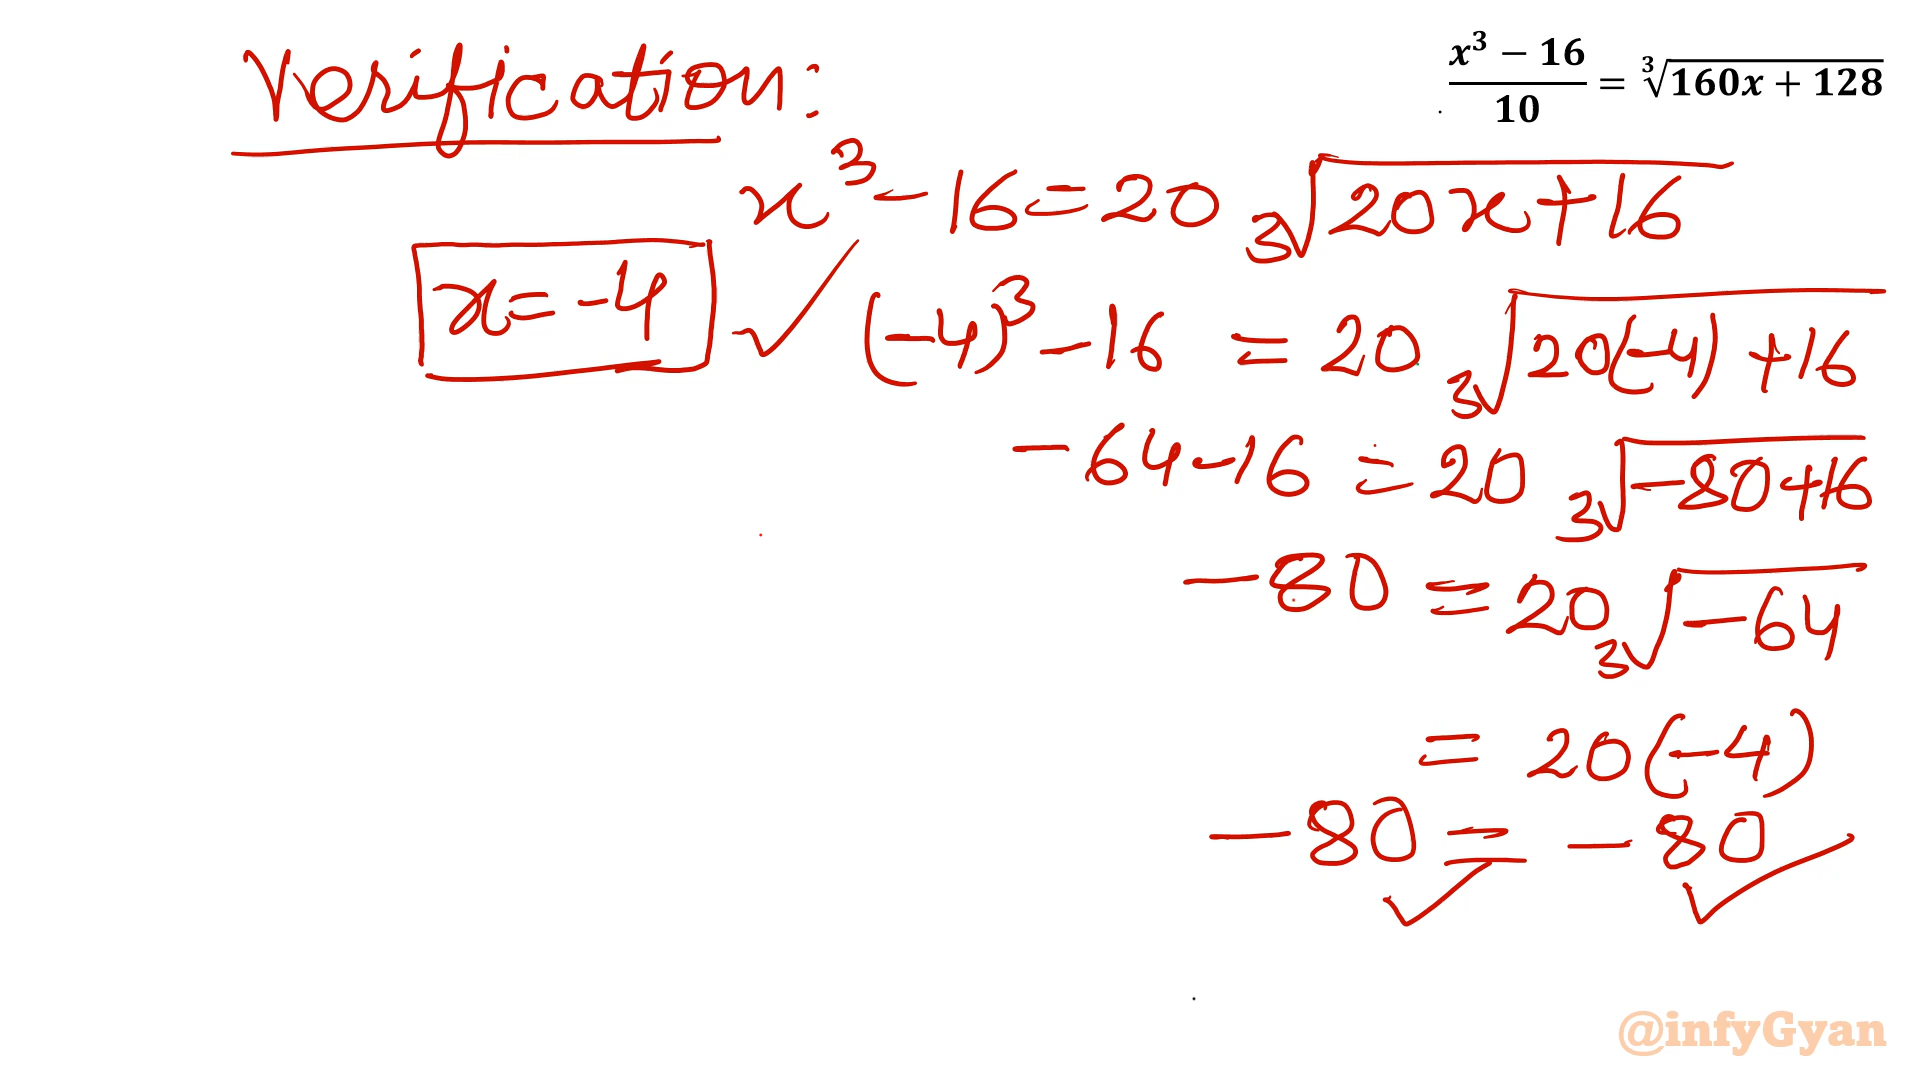 Verification:
(x³ − 16)/10 = ∛(160x + 128)
x³ − 16 = 20 ∛(20x + 16)
x = −4 ✓
(−4)³ − 16 = 20 ∛(20(−4) + 16)
−64 − 16 = 20 ∛(−80 + 16)
−80 = 20 ∛(−64)
= 20(−4)
−80 = −80
✓ ✓
@infyGyan